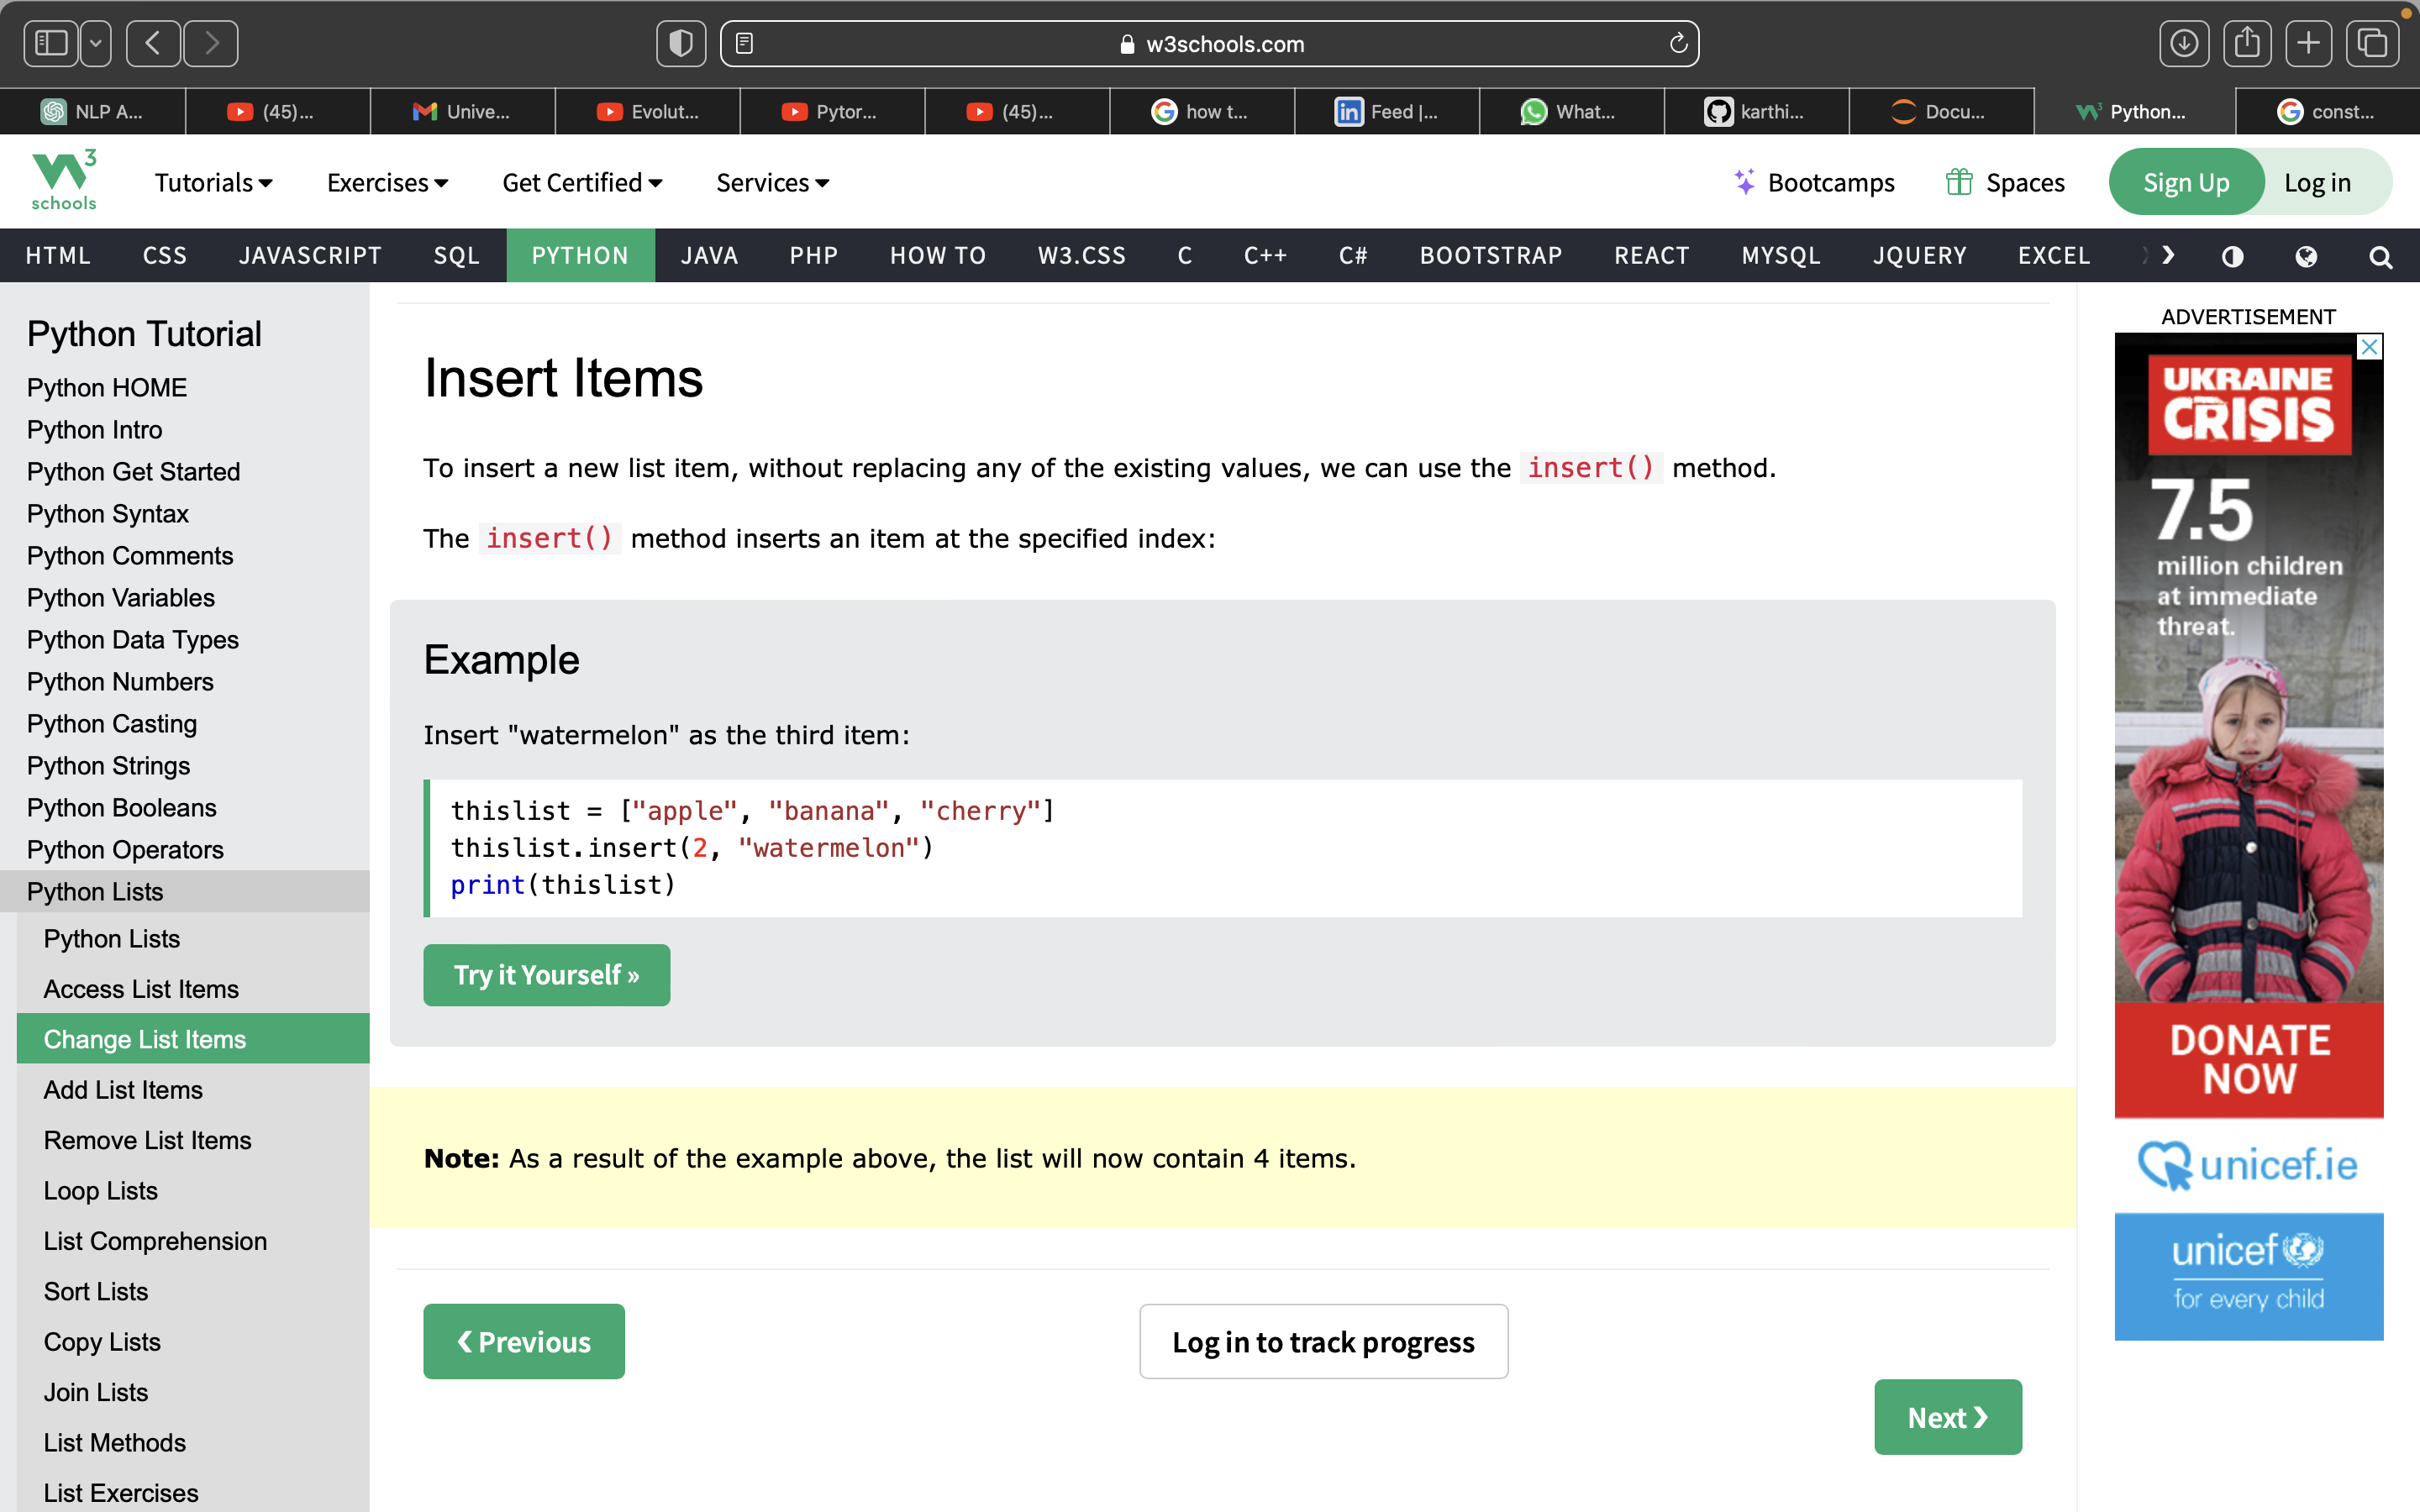 w3schools.com
NLP A...
(45)...
Unive...
Evolut...
Pytor...
(45)...
how t...
Feed |...
What...
karthi...
Docu...
Python...
const...
W3 schools
Tutorials
Exercises
Get Certified
Services
Bootcamps
Spaces
Sign Up
Log in
HTML
CSS
JAVASCRIPT
SQL
PYTHON
JAVA
PHP
HOW TO
W3.CSS
C
C++
C#
BOOTSTRAP
REACT
MYSQL
JQUERY
EXCEL
Python Tutorial
Python HOME
Python Intro
Python Get Started
Python Syntax
Python Comments
Python Variables
Python Data Types
Python Numbers
Python Casting
Python Strings
Python Booleans
Python Operators
Python Lists
Python Lists
Access List Items
Change List Items
Add List Items
Remove List Items
Loop Lists
List Comprehension
Sort Lists
Copy Lists
Join Lists
List Methods
List Exercises
Insert Items
To insert a new list item, without replacing any of the existing values, we can use the insert() method.
The insert() method inserts an item at the specified index:
Example
Insert "watermelon" as the third item:
thislist = ["apple", "banana", "cherry"]
thislist.insert(2, "watermelon")
print(thislist)
Try it Yourself »
Note: As a result of the example above, the list will now contain 4 items.
❮ Previous
Log in to track progress
Next ❯
ADVERTISEMENT
UKRAINE
CRISIS
7.5
million children
at immediate
threat.
DONATE
NOW
unicef.ie
unicef
for every child